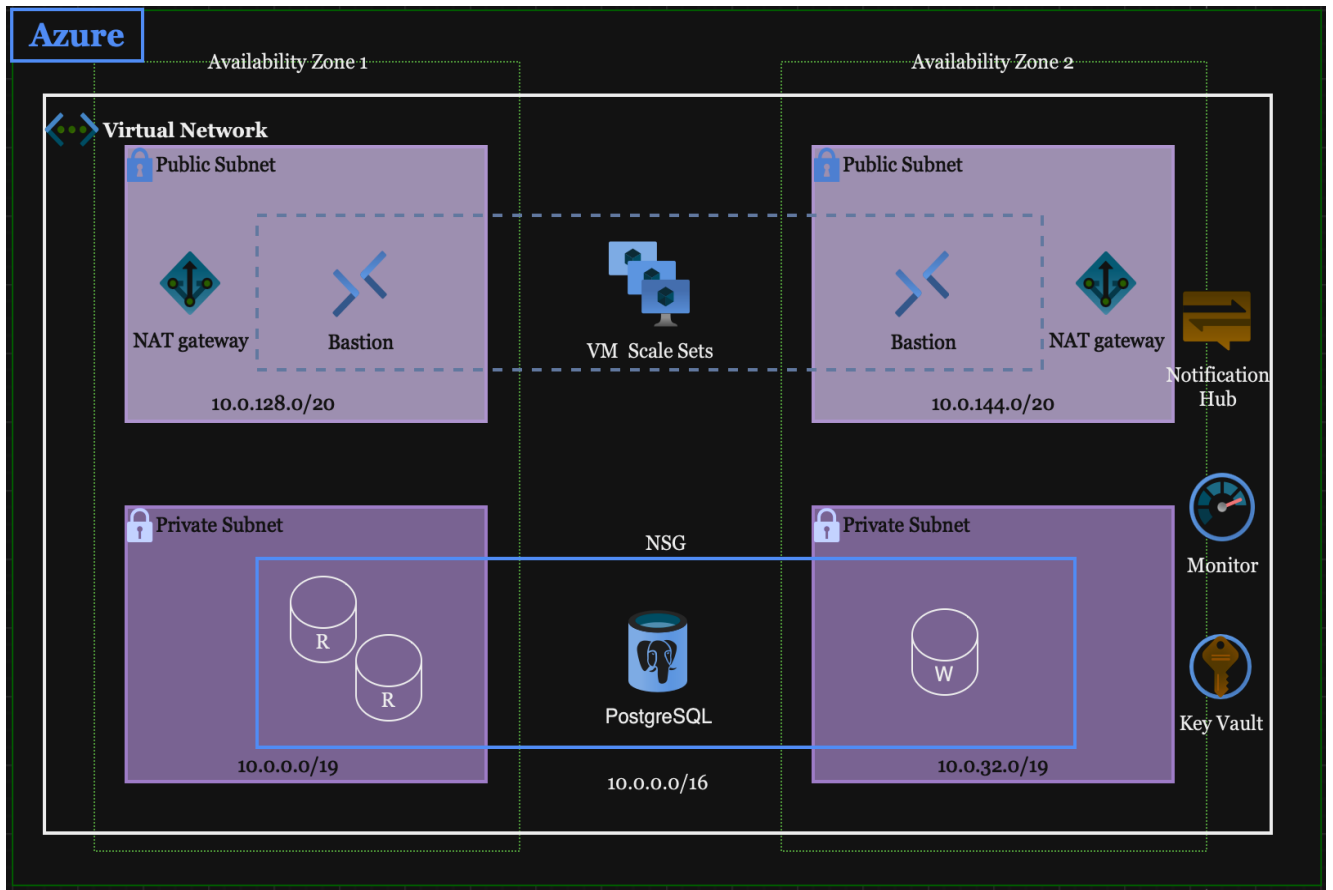 Azure
Availability Zone 1
Availability Zone 2
Virtual Network
Public Subnet
Public Subnet
NAT gateway
Bastion
VM Scale Sets
Bastion
NAT gateway
10.0.128.0/20
10.0.144.0/20
Notification
Hub
Private Subnet
Private Subnet
NSG
Monitor
R
R
W
PostgreSQL
Key Vault
10.0.0.0/19
10.0.32.0/19
10.0.0.0/16